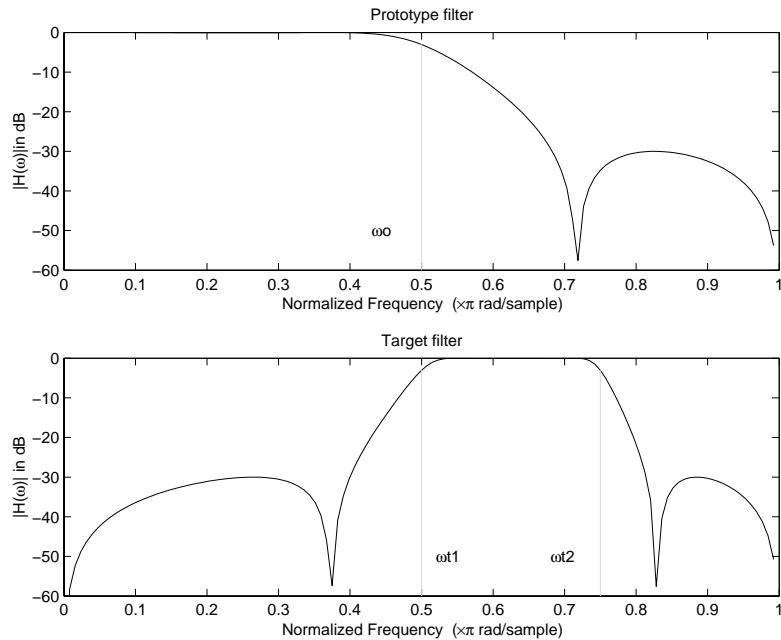 Prototype filter
|H(ω)|in dB
0
−10
−20
−30
−40
−50
−60
ωo
0 0.1 0.2 0.3 0.4 0.5 0.6 0.7 0.8 0.9 1
Normalized Frequency (×π rad/sample)
Target filter
|H(ω)| in dB
0
−10
−20
−30
−40
−50
−60
ωt1 ωt2
0 0.1 0.2 0.3 0.4 0.5 0.6 0.7 0.8 0.9 1
Normalized Frequency (×π rad/sample)